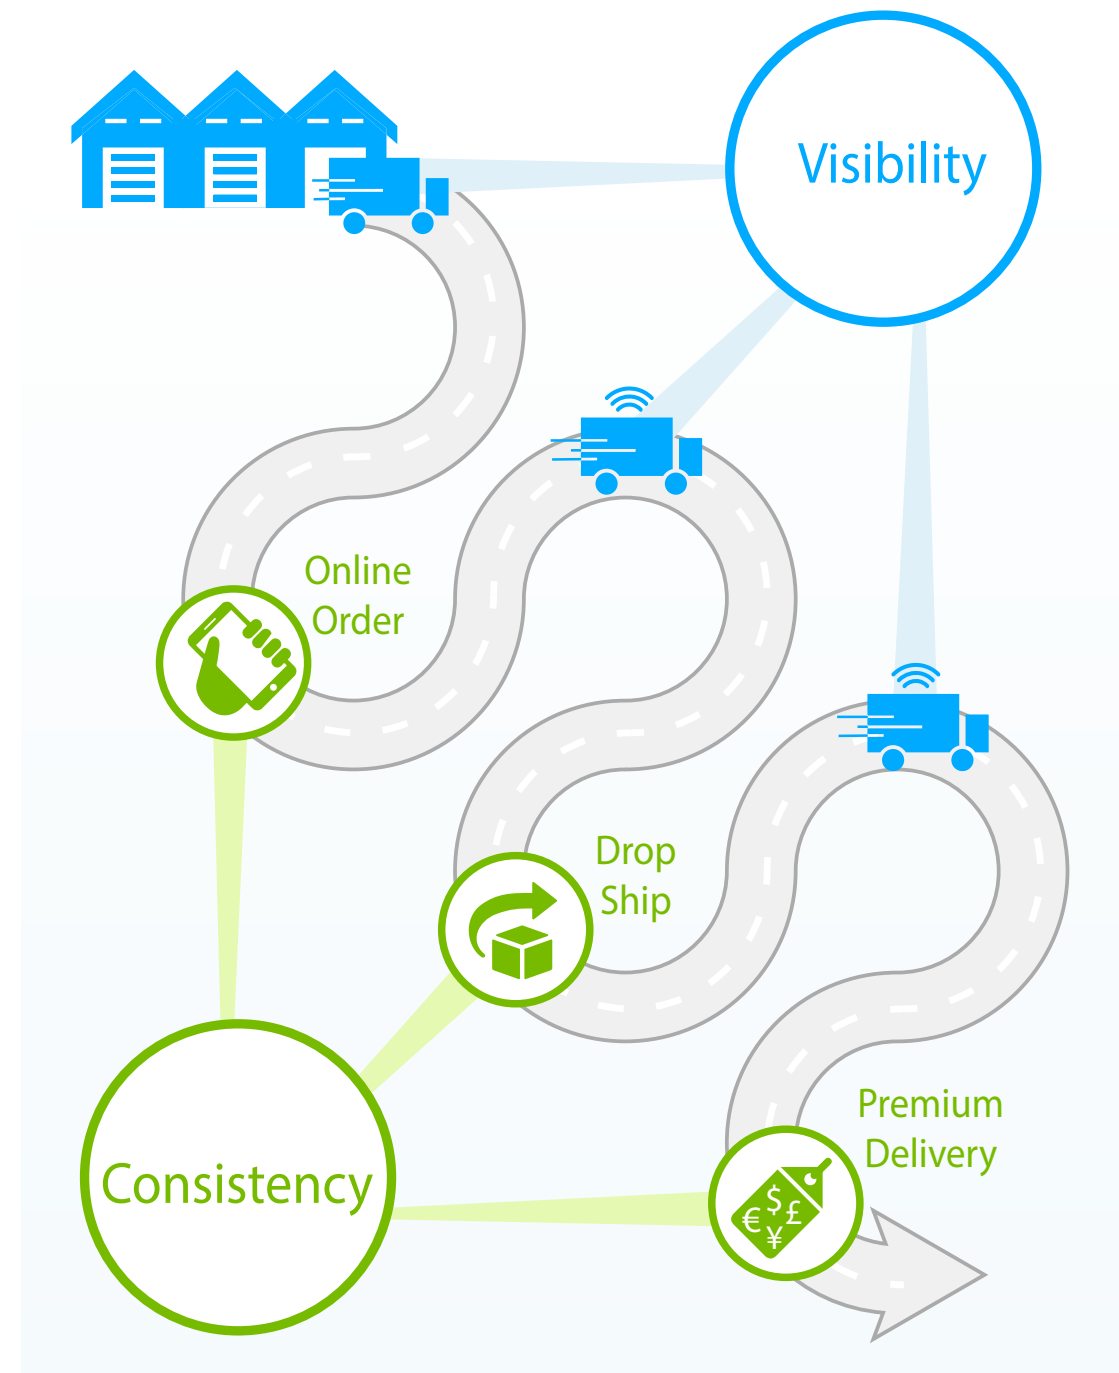 Visibility
Online
Order
Drop
Ship
Premium
Delivery
Consistency
$
€ £
¥